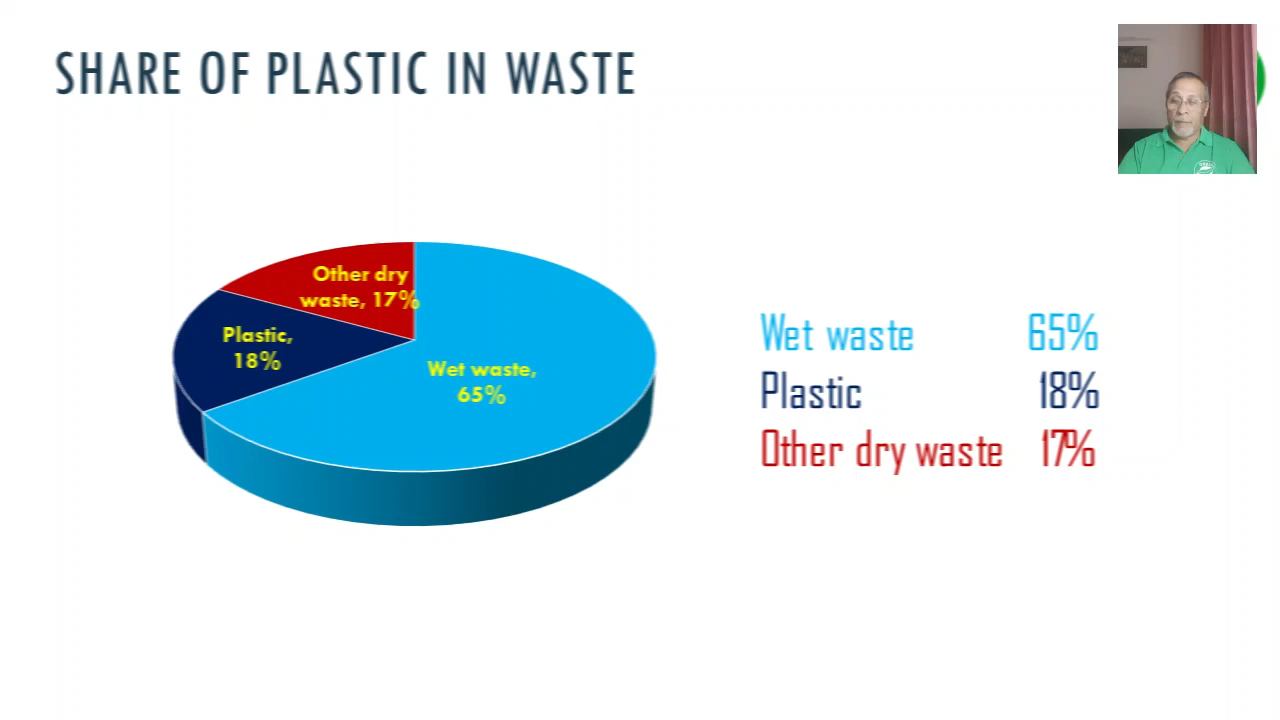 SHARE OF PLASTIC IN WASTE
Other dry
waste, 17%
Plastic,
18%
Wet waste,
65%
Wet waste 65%
Plastic 18%
Other dry waste 17%